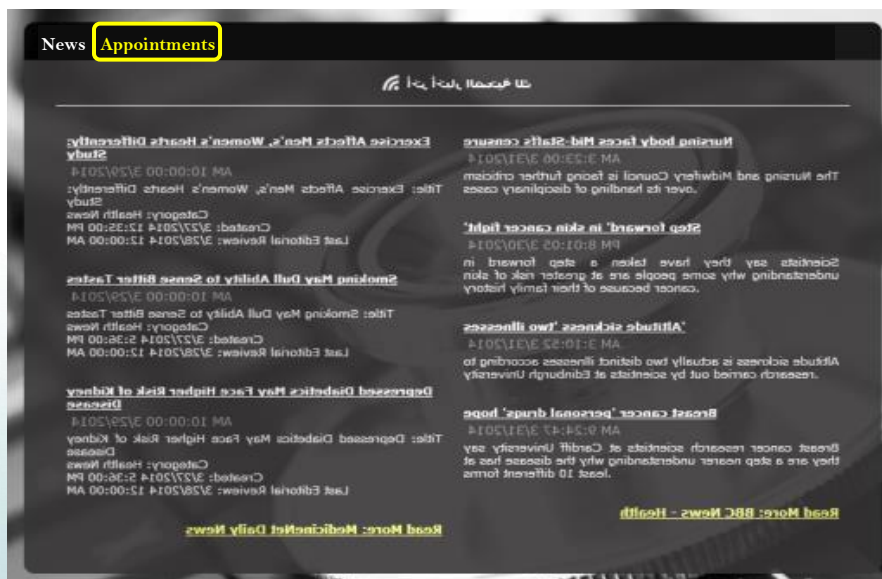 News Appointments
Nursing body faces Mid-Staffs censure
AM 3:23:06 3/31/2014
The Nursing and Midwifery Council is facing further criticism
.over its handling of disciplinary cases
Step forward' in skin cancer fight'
PM 8:01:05 3/30/2014
Scientists say they have taken a step forward in
understanding why some people are at greater risk of skin
.cancer because of their family history
'Altitude sickness 'two illnesses
AM 3:10:52 3/31/2014
Altitude sickness is actually two distinct illnesses according to
.research carried out by scientists at Edinburgh University
Breast cancer 'personal drugs' hope
AM 9:24:47 3/31/2014
Breast cancer research scientists at Cardiff University say
they are a step nearer understanding why the disease has at
.least 10 different forms
Read More: BBC News - Health
Exercise Affects Men's, Women's Hearts Differently:
Study
AM 10:00:00 3/29/2014
Title: Exercise Affects Men's, Women's Hearts Differently:
Study
Category: Health News
Created: 3/27/2014 12:35:00 PM
Last Editorial Review: 3/28/2014 12:00:00 AM
Smoking May Dull Ability to Sense Bitter Tastes
AM 10:00:00 3/29/2014
Title: Smoking May Dull Ability to Sense Bitter Tastes
Category: Health News
Created: 3/27/2014 5:36:00 PM
Last Editorial Review: 3/28/2014 12:00:00 AM
Depressed Diabetics May Face Higher Risk of Kidney
Disease
AM 10:00:00 3/29/2014
Title: Depressed Diabetics May Face Higher Risk of Kidney
Disease
Category: Health News
Created: 3/27/2014 5:36:00 PM
Last Editorial Review: 3/28/2014 12:00:00 AM
Read More: MedicineNet Daily News